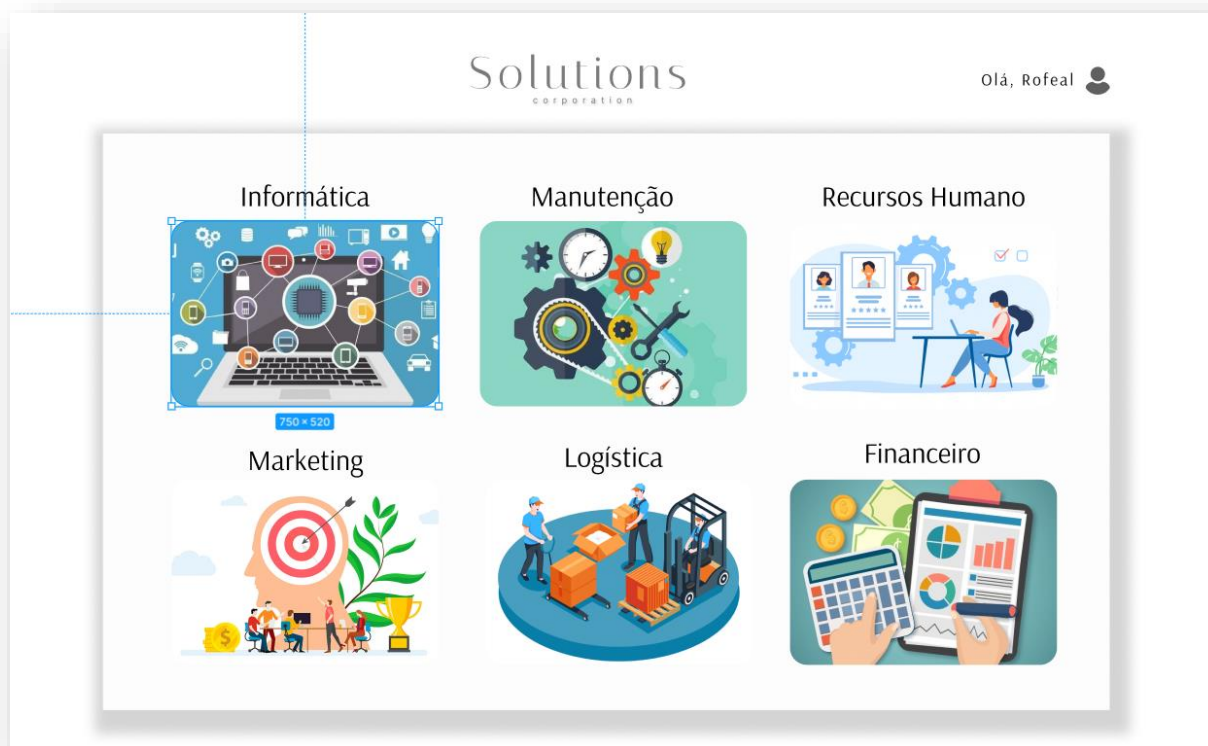 Solutions
corporation
Olá, Rofeal
Informática
Manutenção
Recursos Humano
750 × 520
Marketing
Logística
Financeiro